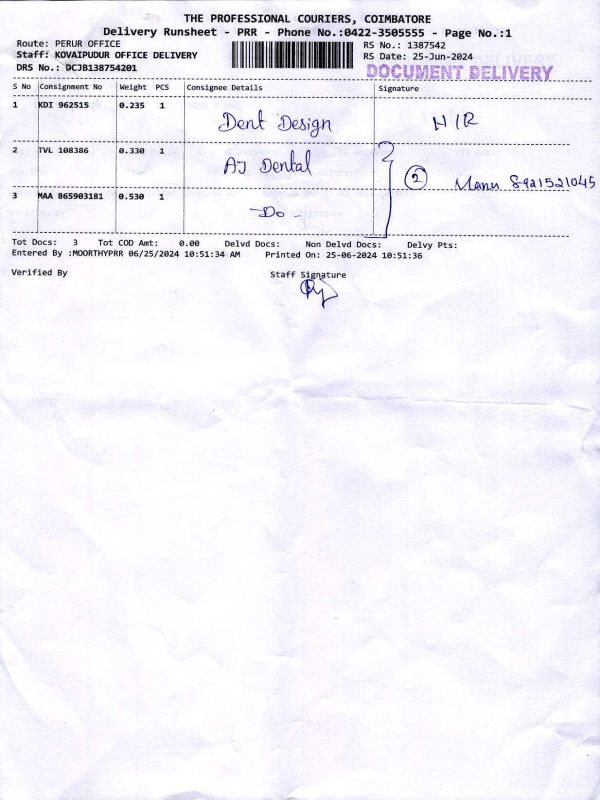 THE PROFESSIONAL COURIERS, COIMBATORE
Delivery Runsheet - PRR - Phone No.:0422-3505555 - Page No.:1
Route: PERUR OFFICE
RS No.: 1387542
Staff: KOVAIPUDUR OFFICE DELIVERY
RS Date: 25-Jun-2024
DRS No.: DCJB138754201
DOCUMENT DELIVERY
S No Consignment No Weight PCS Consignee Details Signature
1 KDI 962515 0.235 1 Dent Design N/R
2 TVL 108386 0.330 1 AJ Dental
2 Manu 8921521045
3 MAA 865903181 0.530 1 - Do -
Tot Docs: 3 Tot COD Amt: 0.00 Delvd Docs: Non Delvd Docs: Delvy Pts:
Entered By :MOORTHYPRR 06/25/2024 10:51:34 AM Printed On: 25-06-2024 10:51:36
Verified By Staff Signature